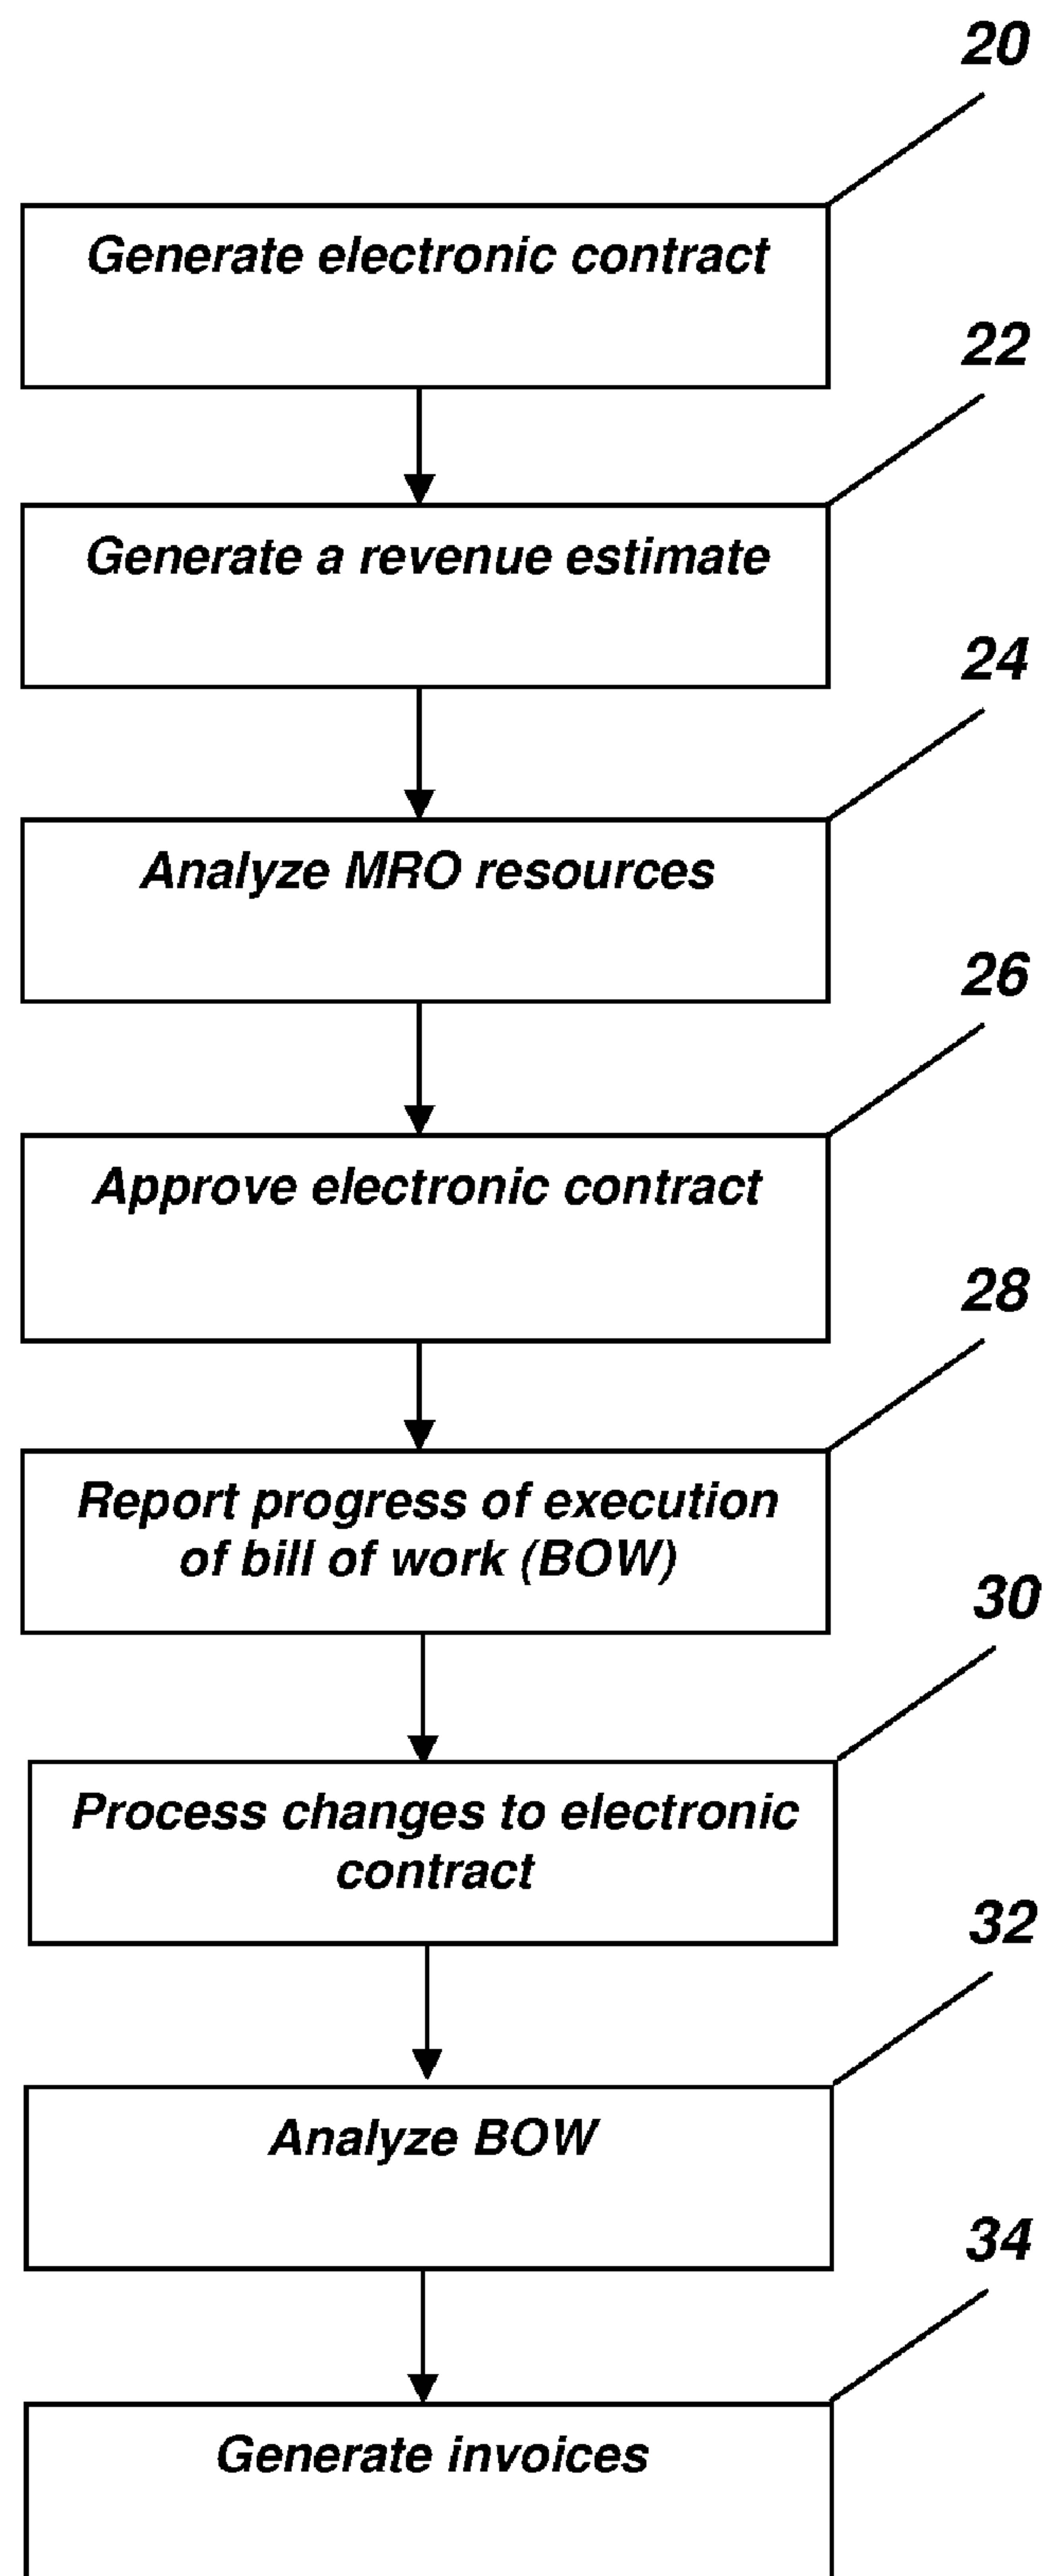 20
Generate electronic contract
22
Generate a revenue estimate
24
Analyze MRO resources
26
Approve electronic contract
28
Report progress of execution
of bill of work (BOW)
30
Process changes to electronic
contract
32
Analyze BOW
34
Generate invoices